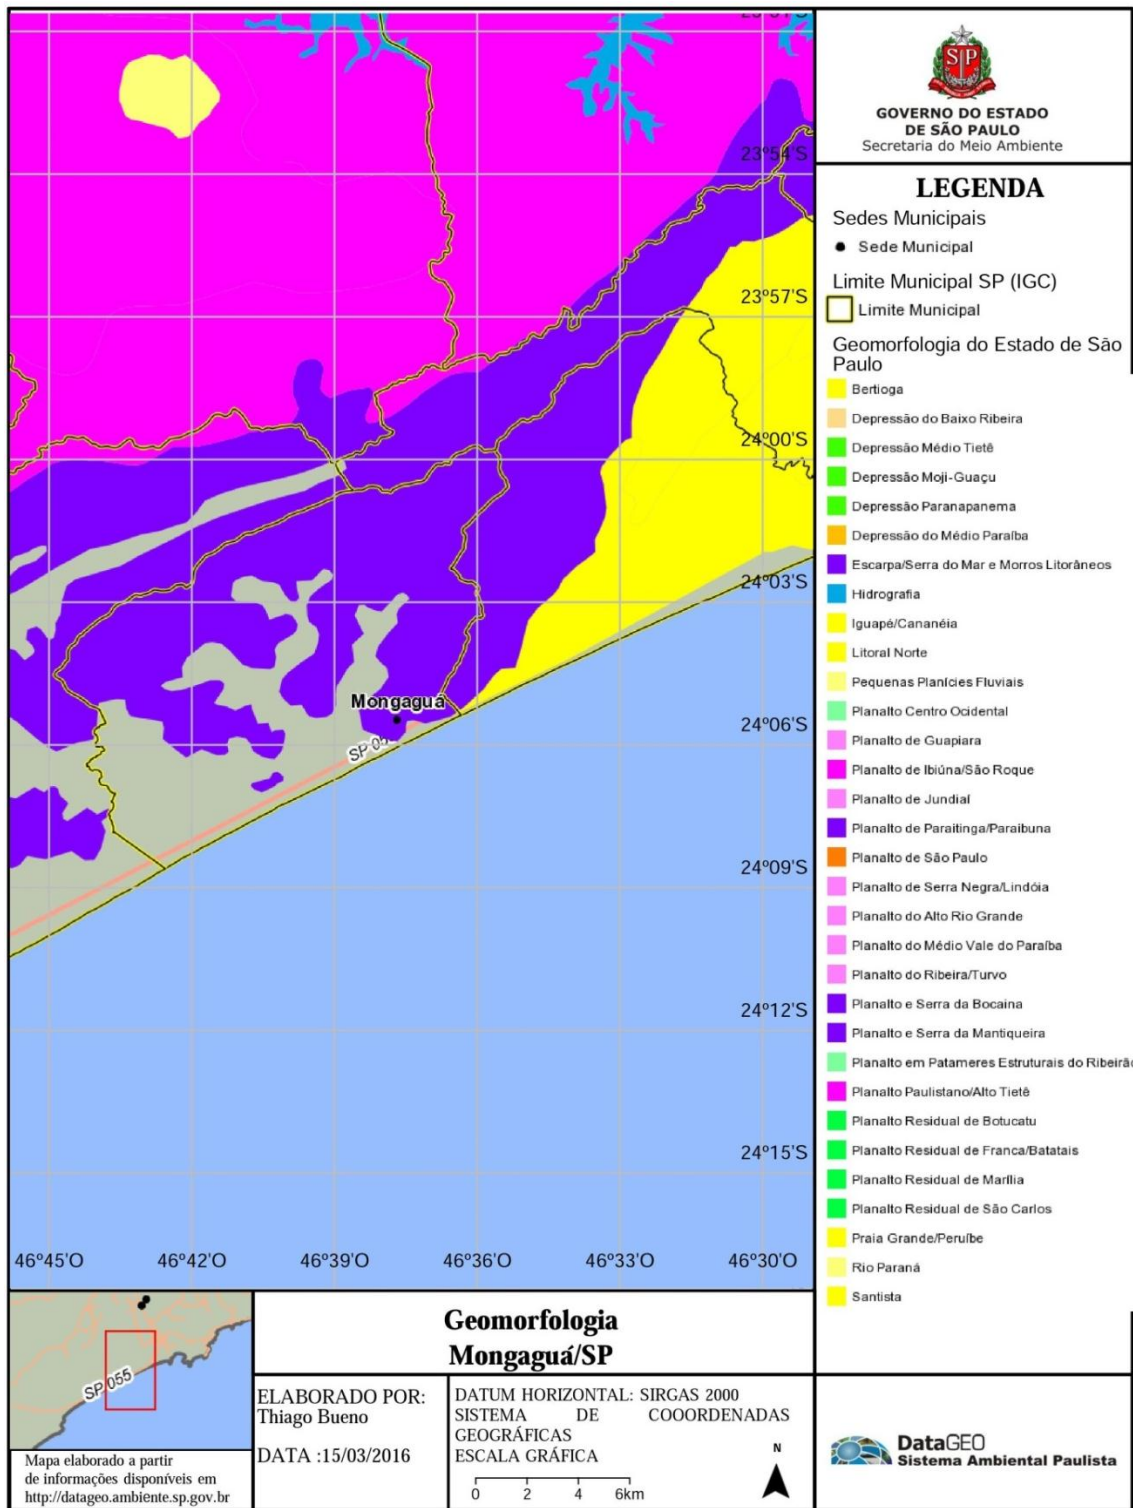 23°51'S
23°54'S
23°57'S
24°00'S
24°03'S
24°06'S
24°09'S
24°12'S
24°15'S
46°45'O
46°42'O
46°39'O
46°36'O
46°33'O
46°30'O
Mongaguá
SP 05
GOVERNO DO ESTADO
DE SÃO PAULO
Secretaria do Meio Ambiente
LEGENDA
Sedes Municipais
Sede Municipal
Limite Municipal SP (IGC)
Limite Municipal
Geomorfologia do Estado de São
Paulo
Bertioga
Depressão do Baixo Ribeira
Depressão Médio Tietê
Depressão Moji-Guaçu
Depressão Paranapanema
Depressão do Médio Paraíba
Escarpa/Serra do Mar e Morros Litorâneos
Hidrografia
Iguapé/Cananéia
Litoral Norte
Pequenas Planícies Fluviais
Planalto Centro Ocidental
Planalto de Guapiara
Planalto de Ibiúna/São Roque
Planalto de Jundiaí
Planalto de Paraitinga/Paraibuna
Planalto de São Paulo
Planalto de Serra Negra/Lindóia
Planalto do Alto Rio Grande
Planalto do Médio Vale do Paraíba
Planalto do Ribeira/Turvo
Planalto e Serra da Bocaina
Planalto e Serra da Mantiqueira
Planalto em Patameres Estruturais do Ribeirão
Planalto Paulistano/Alto Tietê
Planalto Residual de Botucatu
Planalto Residual de Franca/Batatais
Planalto Residual de Marília
Planalto Residual de São Carlos
Praia Grande/Peruíbe
Rio Paraná
Santista
SP 055
Mapa elaborado a partir
de informações disponíveis em
http://datageo.ambiente.sp.gov.br
Geomorfologia
Mongaguá/SP
ELABORADO POR:
Thiago Bueno
DATA :15/03/2016
DATUM HORIZONTAL: SIRGAS 2000
SISTEMA DE COOORDENADAS
GEOGRÁFICAS
ESCALA GRÁFICA
0 2 4 6km
N
DataGEO
Sistema Ambiental Paulista